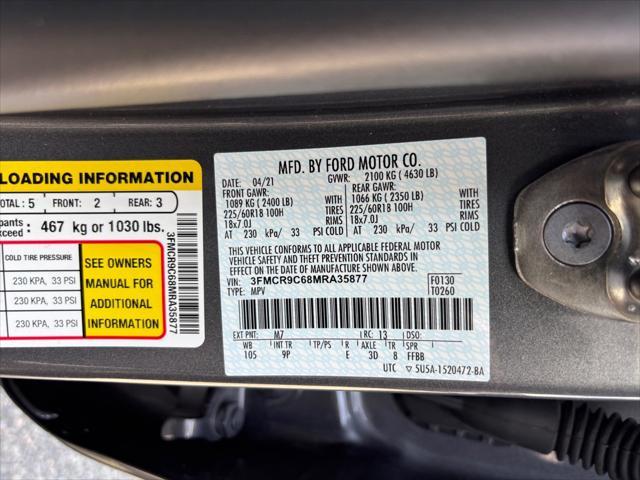 LOADING INFORMATION
TOTAL: 5 FRONT: 2 REAR: 3
pants
exceed: 467 kg or 1030 lbs.
COLD TIRE PRESSURE
230 KPA, 33 PSI
230 KPA, 33 PSI
230 KPA, 33 PSI
SEE OWNERS
MANUAL FOR
ADDITIONAL
INFORMATION
3FMCR9C68MRA35877
MFD. BY FORD MOTOR CO.
DATE: 04/21 GVWR: 2100 KG ( 4630 LB)
FRONT GAWR: REAR GAWR:
1089 KG ( 2400 LB) WITH 1066 KG ( 2350 LB) WITH
225/60R18 100H TIRES 225/60R18 100H TIRES
18x7.0J RIMS 18x7.0J RIMS
AT 230 kPa/ 33 PSI COLD AT 230 kPa/ 33 PSI COLD
THIS VEHICLE CONFORMS TO ALL APPLICABLE FEDERAL MOTOR
VEHICLE SAFETY AND THEFT PREVENTION STANDARDS IN
EFFECT ON THE DATE OF MANUFACTURE SHOWN ABOVE.
VIN: 3FMCR9C68MRA35877 F0130
TYPE: MPV T0260
EXT PNT: M7 RC: 13 DSO:
WB INT TR TP/PS R AXLE TR SPR
105 9P E 3D 8 FFBB
UTC 5U5A-1520472-BA